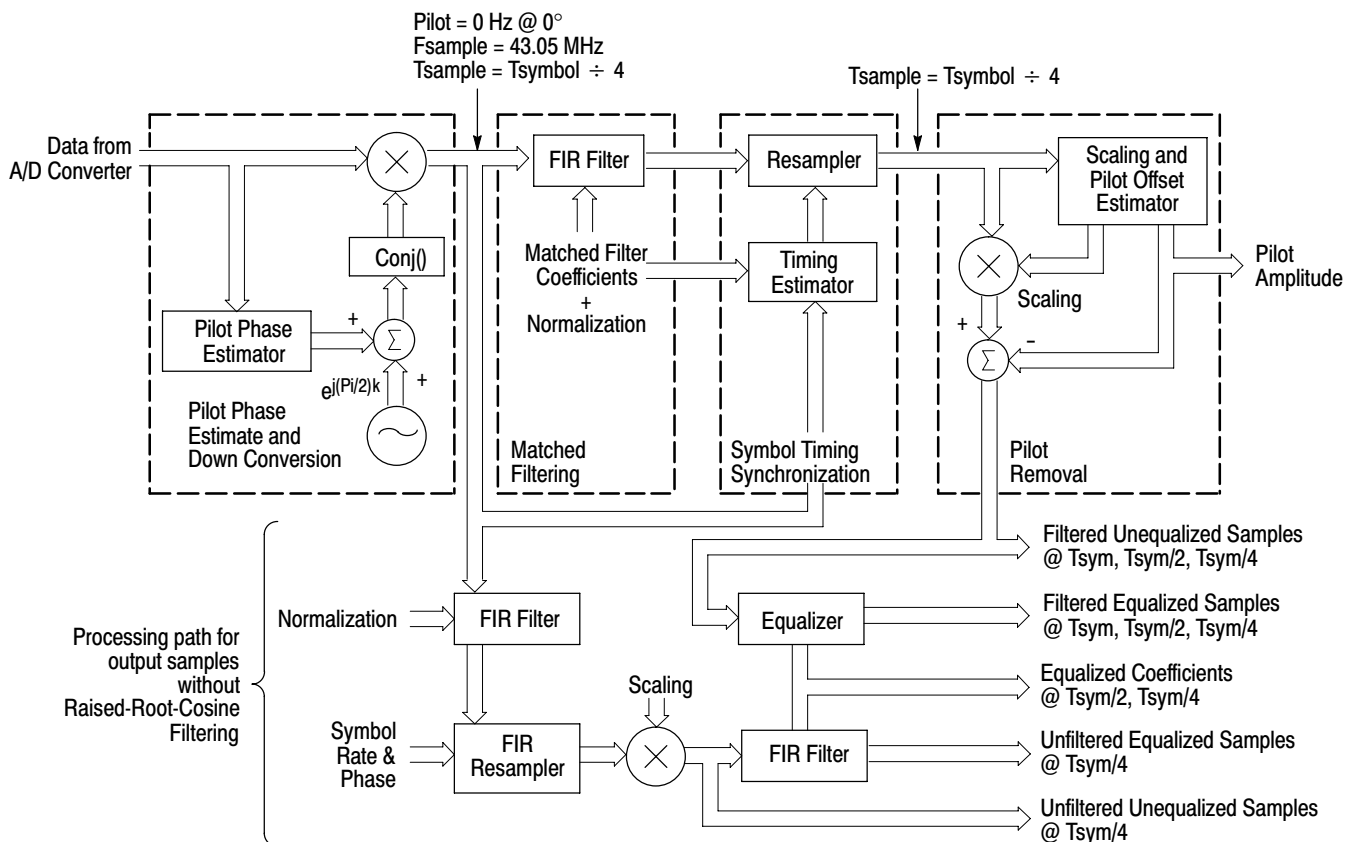 Pilot = 0 Hz @ 0°
Fsample = 43.05 MHz
Tsample = Tsymbol ÷ 4
Tsample = Tsymbol ÷ 4
Data from
A/D Converter
×
FIR Filter
Resampler
Scaling and
Pilot Offset
Estimator
Conj()
Matched Filter
Coefficients
+
Normalization
Timing
Estimator
×
Scaling
Pilot
Amplitude
Pilot Phase
Estimator
+
Σ
+
e^j(Pi/2)k
+
Σ
−
Pilot Phase
Estimate and
Down Conversion
Matched
Filtering
Symbol Timing
Synchronization
Pilot
Removal
Filtered Unequalized Samples
@ Tsym, Tsym/2, Tsym/4
Normalization
FIR Filter
Equalizer
Filtered Equalized Samples
@ Tsym, Tsym/2, Tsym/4
Processing path for
output samples
without
Raised-Root-Cosine
Filtering
Equalized Coefficients
@ Tsym/2, Tsym/4
Scaling
Symbol
Rate &
Phase
FIR
Resampler
×
FIR Filter
Unfiltered Equalized Samples
@ Tsym/4
Unfiltered Unequalized Samples
@ Tsym/4